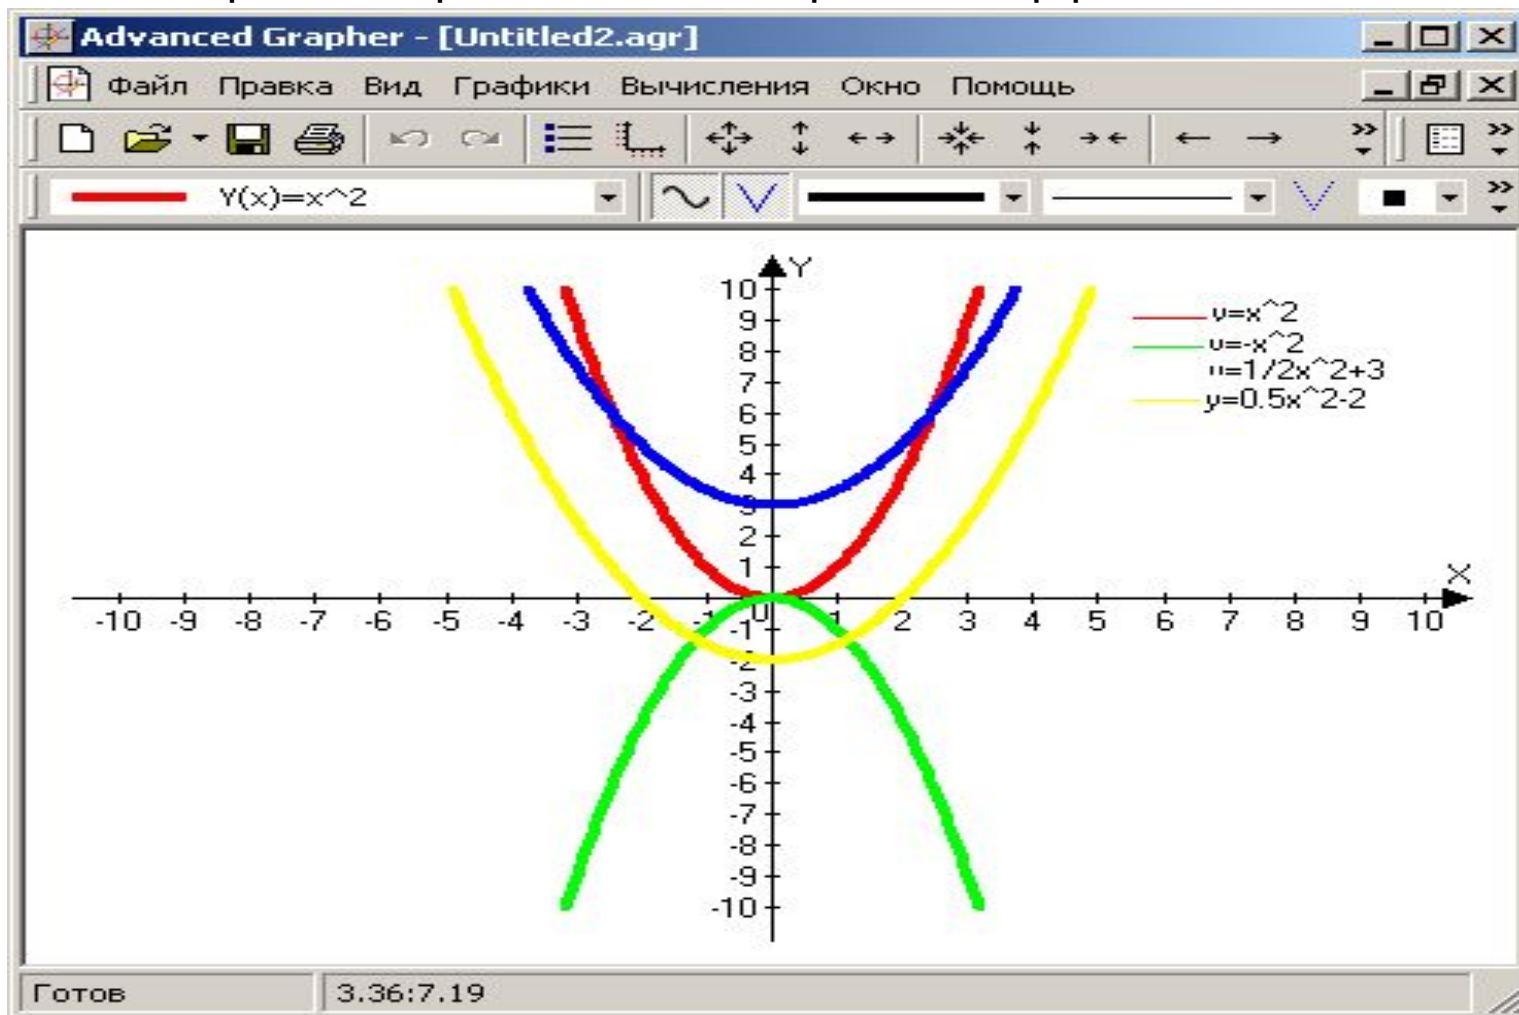 Advanced Grapher - [Untitled2.agr]
Файл Правка Вид Графики Вычисления Окно Помощь
Y(x)=x^2
Y
10
9
8
7
6
5
4
3
2
1
y=x^2
y=-x^2
y=1/2x^2+3
y=0.5x^2-2
X
-10 -9 -8 -7 -6 -5 -4 -3 -2 -1 0 1 2 3 4 5 6 7 8 9 10
-1
-2
-3
-4
-5
-6
-7
-8
-9
-10
Готов 3.36:7.19